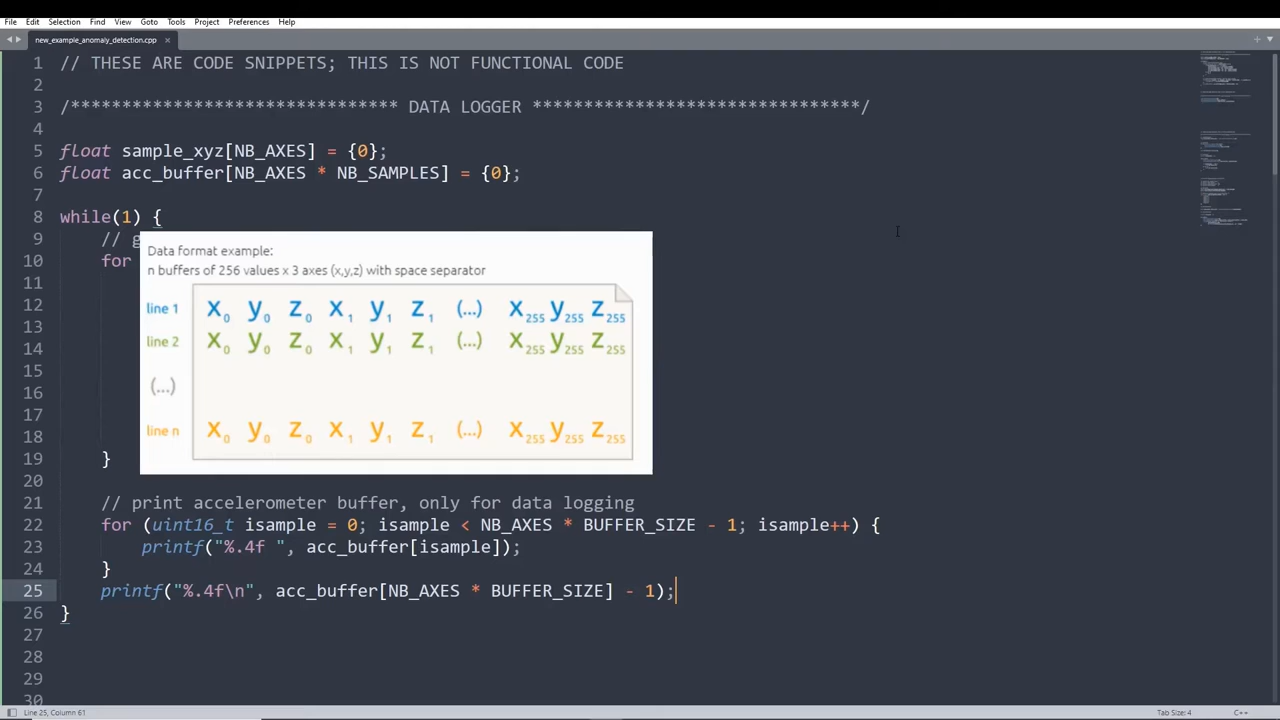 File Edit Selection Find View Goto Tools Project Preferences Help
new_example_anomaly_detection.cpp ×
1 // THESE ARE CODE SNIPPETS; THIS IS NOT FUNCTIONAL CODE
2
3 /******************************* DATA LOGGER ********************************/
4
5 float sample_xyz[NB_AXES] = {0};
6 float acc_buffer[NB_AXES * NB_SAMPLES] = {0};
7
8 while(1) {
9 // g
10 for
11
12
13
14
15
16
17
18
19 }
Data format example:
n buffers of 256 values x 3 axes (x,y,z) with space separator
line 1 x0 y0 z0 x1 y1 z1 (...) x255 y255 z255
line 2 x0 y0 z0 x1 y1 z1 (...) x255 y255 z255
(...)
line n x0 y0 z0 x1 y1 z1 (...) x255 y255 z255
20
21 // print accelerometer buffer, only for data logging
22 for (uint16_t isample = 0; isample < NB_AXES * BUFFER_SIZE - 1; isample++) {
23 printf("%.4f ", acc_buffer[isample]);
24 }
25 printf("%.4f\n", acc_buffer[NB_AXES * BUFFER_SIZE] - 1);
26 }
27
28
29
30
Line 25, Column 61 Tab Size: 4 C++